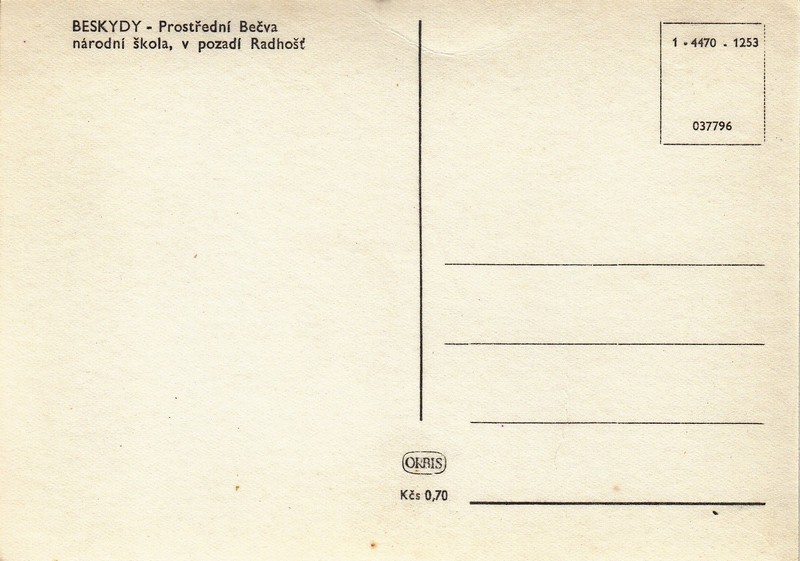 BESKYDY - Prostřední Bečva
národní škola, v pozadí Radhošť
1 - 4470 - 1253
037796
ORBIS
Kčs 0,70